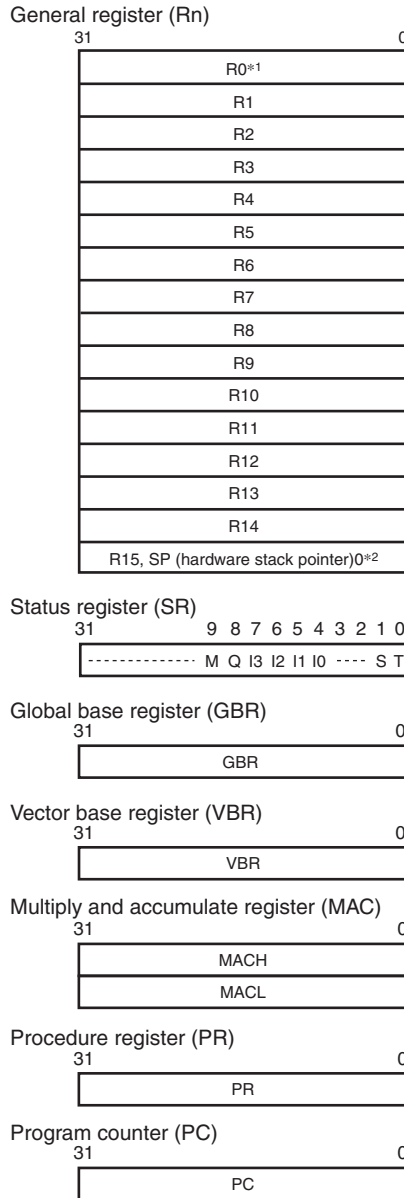 General register (Rn)
31 0
R0*1
R1
R2
R3
R4
R5
R6
R7
R8
R9
R10
R11
R12
R13
R14
R15, SP (hardware stack pointer)0*2
Status register (SR)
31 9 8 7 6 5 4 3 2 1 0
-------------- M Q I3 I2 I1 I0 ---- S T
Global base register (GBR)
31 0
GBR
Vector base register (VBR)
31 0
VBR
Multiply and accumulate register (MAC)
31 0
MACH
MACL
Procedure register (PR)
31 0
PR
Program counter (PC)
31 0
PC